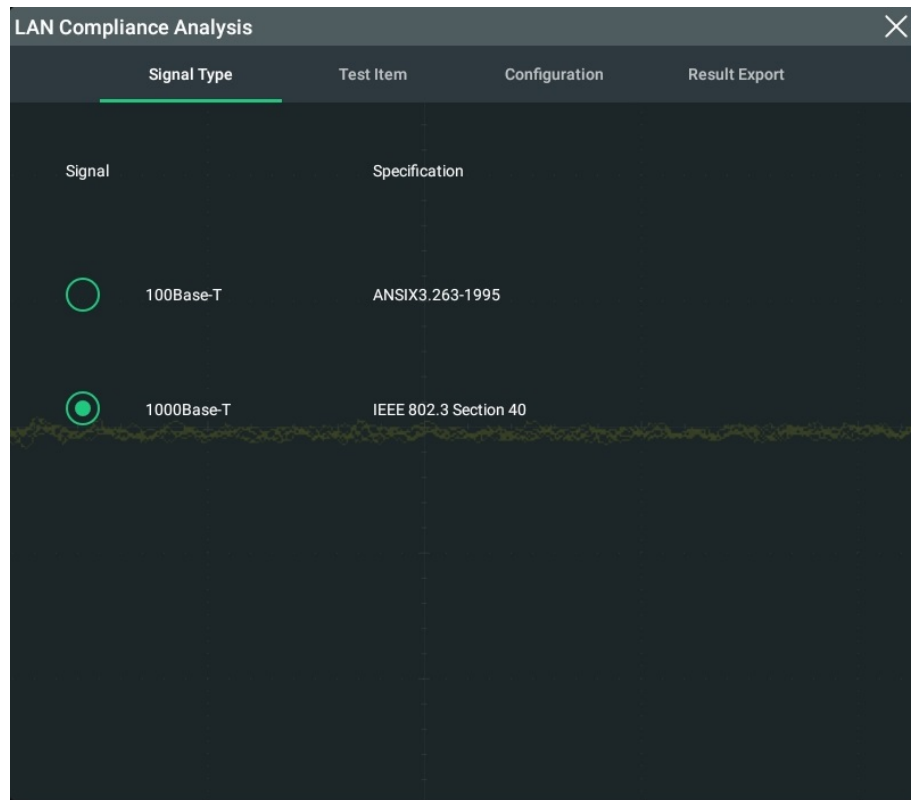 LAN Compliance Analysis
Signal Type Test Item Configuration Result Export
Signal Specification
100Base-T ANSIX3.263-1995
1000Base-T IEEE 802.3 Section 40